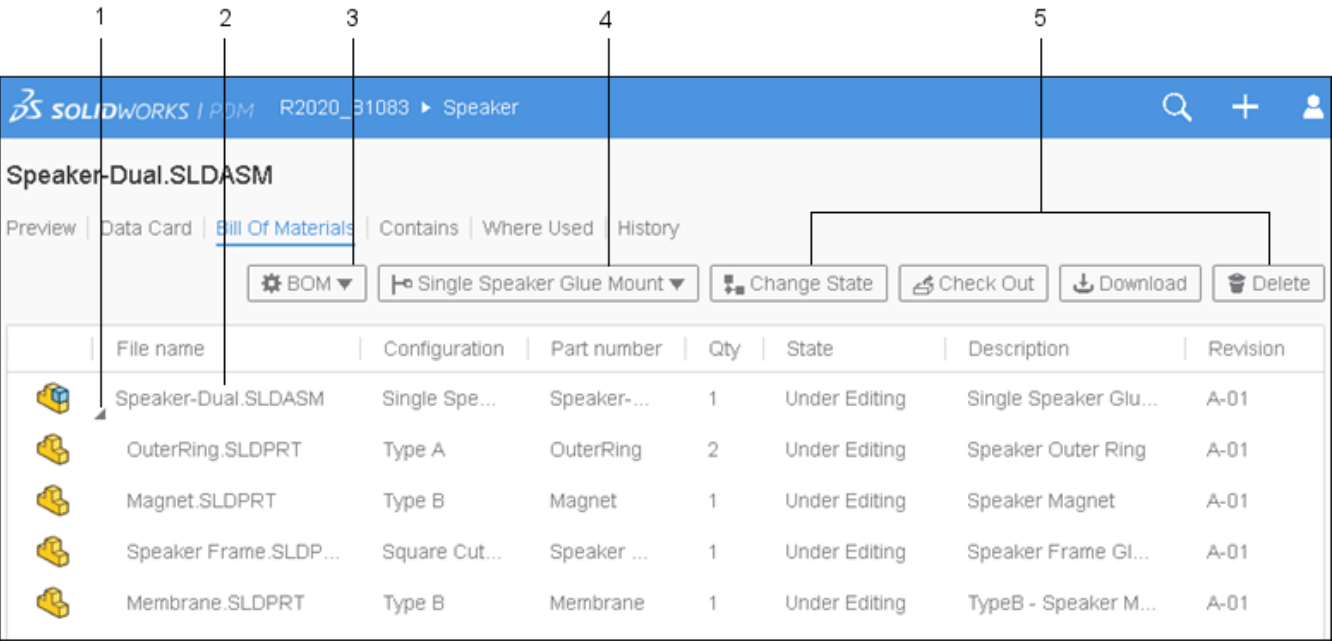 1 2 3 4 5
SOLIDWORKS | PDM R2020_B1083 ▸ Speaker
Speaker-Dual.SLDASM
Preview | Data Card | Bill Of Materials | Contains | Where Used | History
BOM ▼ Single Speaker Glue Mount ▼ Change State Check Out Download Delete
File name Configuration Part number Qty State Description Revision
Speaker-Dual.SLDASM Single Spe... Speaker-... 1 Under Editing Single Speaker Glu... A-01
OuterRing.SLDPRT Type A OuterRing 2 Under Editing Speaker Outer Ring A-01
Magnet.SLDPRT Type B Magnet 1 Under Editing Speaker Magnet A-01
Speaker Frame.SLDP... Square Cut... Speaker ... 1 Under Editing Speaker Frame Gl... A-01
Membrane.SLDPRT Type B Membrane 1 Under Editing TypeB - Speaker M... A-01